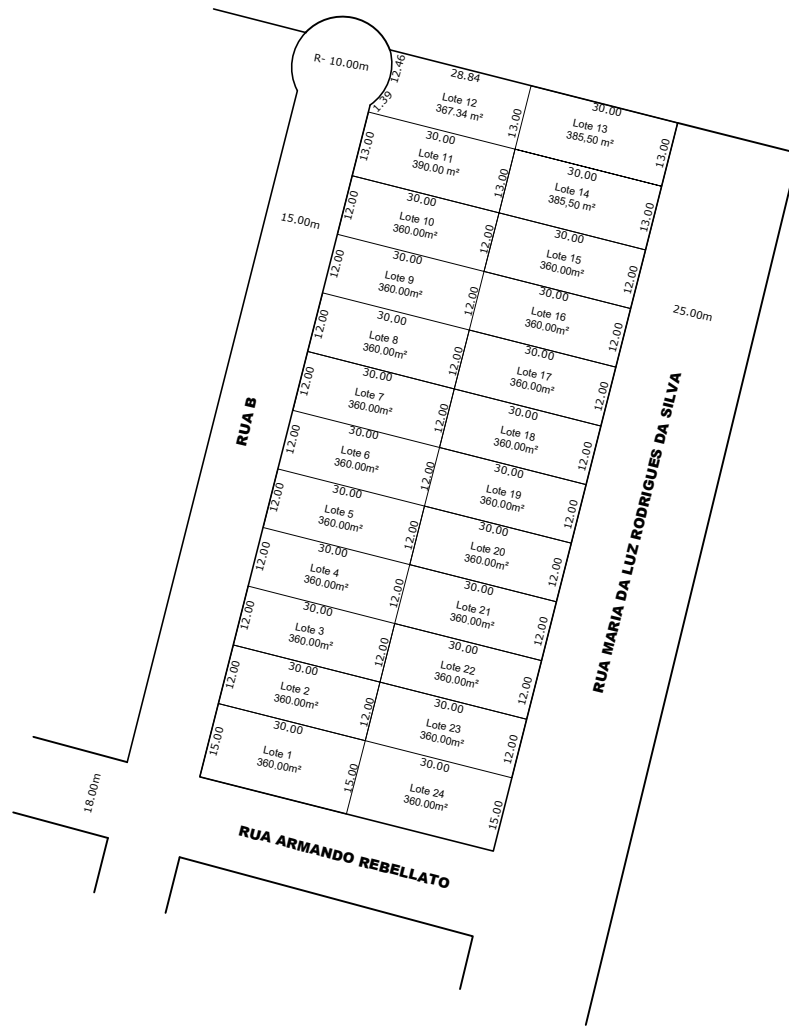 R- 10.00m
12.46
28.84
Lote 12
367.34 m²
1.39
13.00
30.00
Lote 13
385,50 m²
13.00
13.00
30.00
Lote 11
390.00 m²
13.00
30.00
Lote 14
385,50 m²
13.00
12.00
30.00
Lote 10
360.00m²
12.00
30.00
Lote 15
360.00m²
12.00
15.00m
12.00
30.00
Lote 9
360.00m²
12.00
30.00
Lote 16
360.00m²
12.00
25.00m
12.00
30.00
Lote 8
360.00m²
12.00
30.00
Lote 17
360.00m²
12.00
12.00
30.00
Lote 7
360.00m²
12.00
30.00
Lote 18
360.00m²
12.00
RUA B
12.00
30.00
Lote 6
360.00m²
12.00
30.00
Lote 19
360.00m²
12.00
RUA MARIA DA LUZ RODRIGUES DA SILVA
12.00
30.00
Lote 5
360.00m²
12.00
30.00
Lote 20
360.00m²
12.00
12.00
30.00
Lote 4
360.00m²
12.00
30.00
Lote 21
360.00m²
12.00
12.00
30.00
Lote 3
360.00m²
12.00
30.00
Lote 22
360.00m²
12.00
12.00
30.00
Lote 2
360.00m²
12.00
30.00
Lote 23
360.00m²
12.00
15.00
30.00
Lote 1
360.00m²
15.00
30.00
Lote 24
360.00m²
15.00
18.00m
RUA ARMANDO REBELLATO